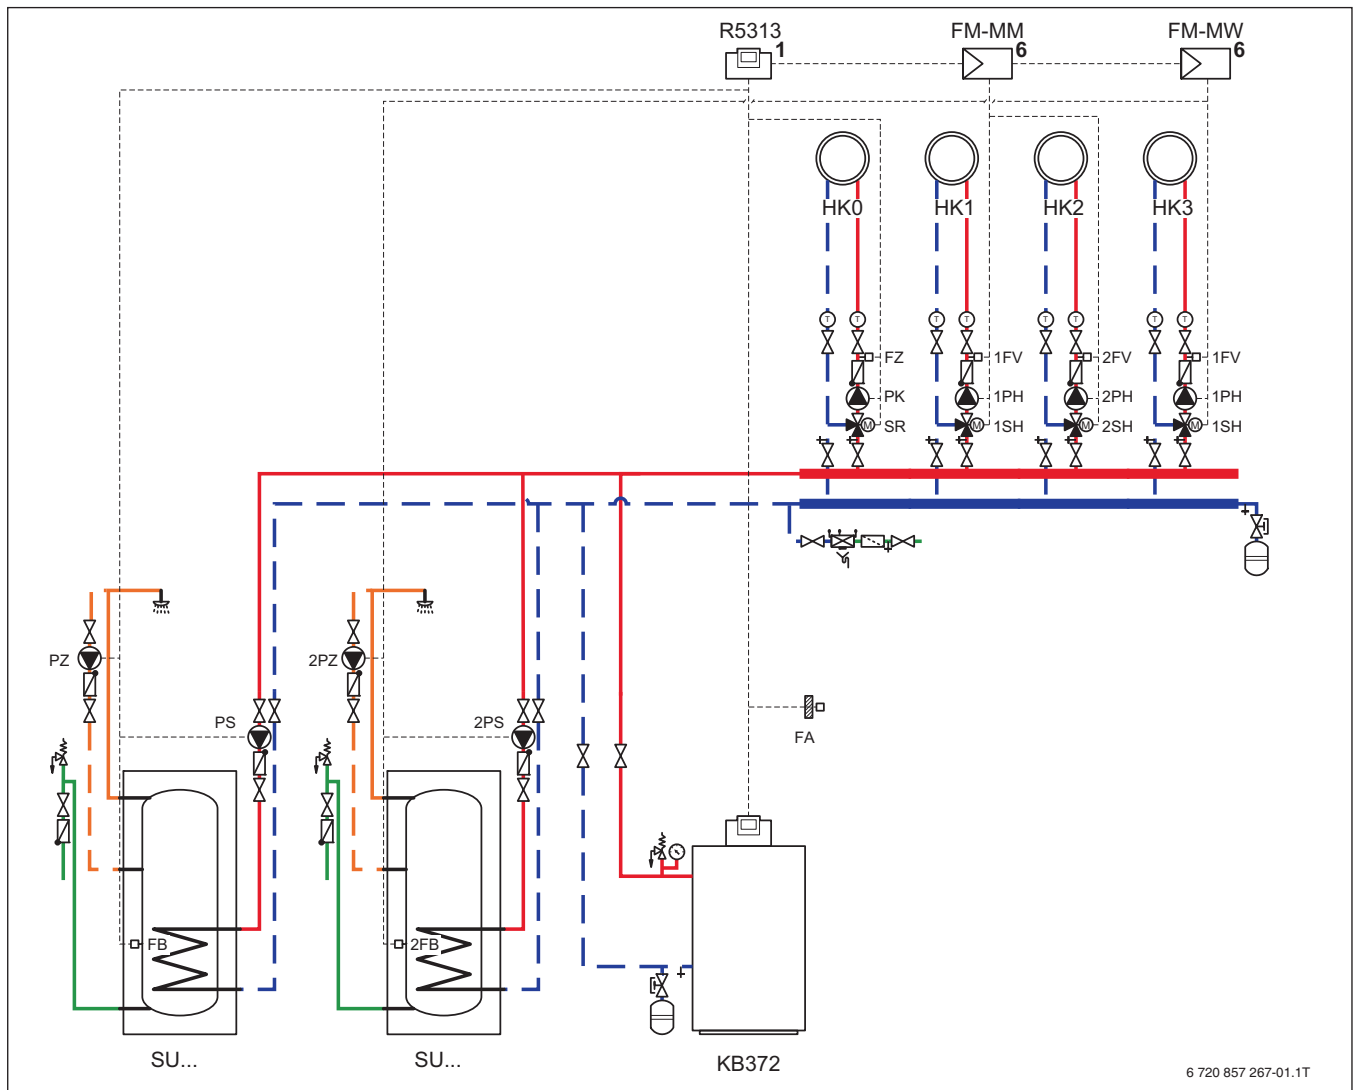 R5313 FM-MM FM-MW
1 6 6
HK0 HK1 HK2 HK3
T T T T T T T T
FZ 1FV 2FV 1FV
PK 1PH 2PH 1PH
M SR M 1SH M 2SH M 1SH
PZ 2PZ
PS 2PS
FA
FB 2FB
SU... SU... KB372
6 720 857 267-01.1T